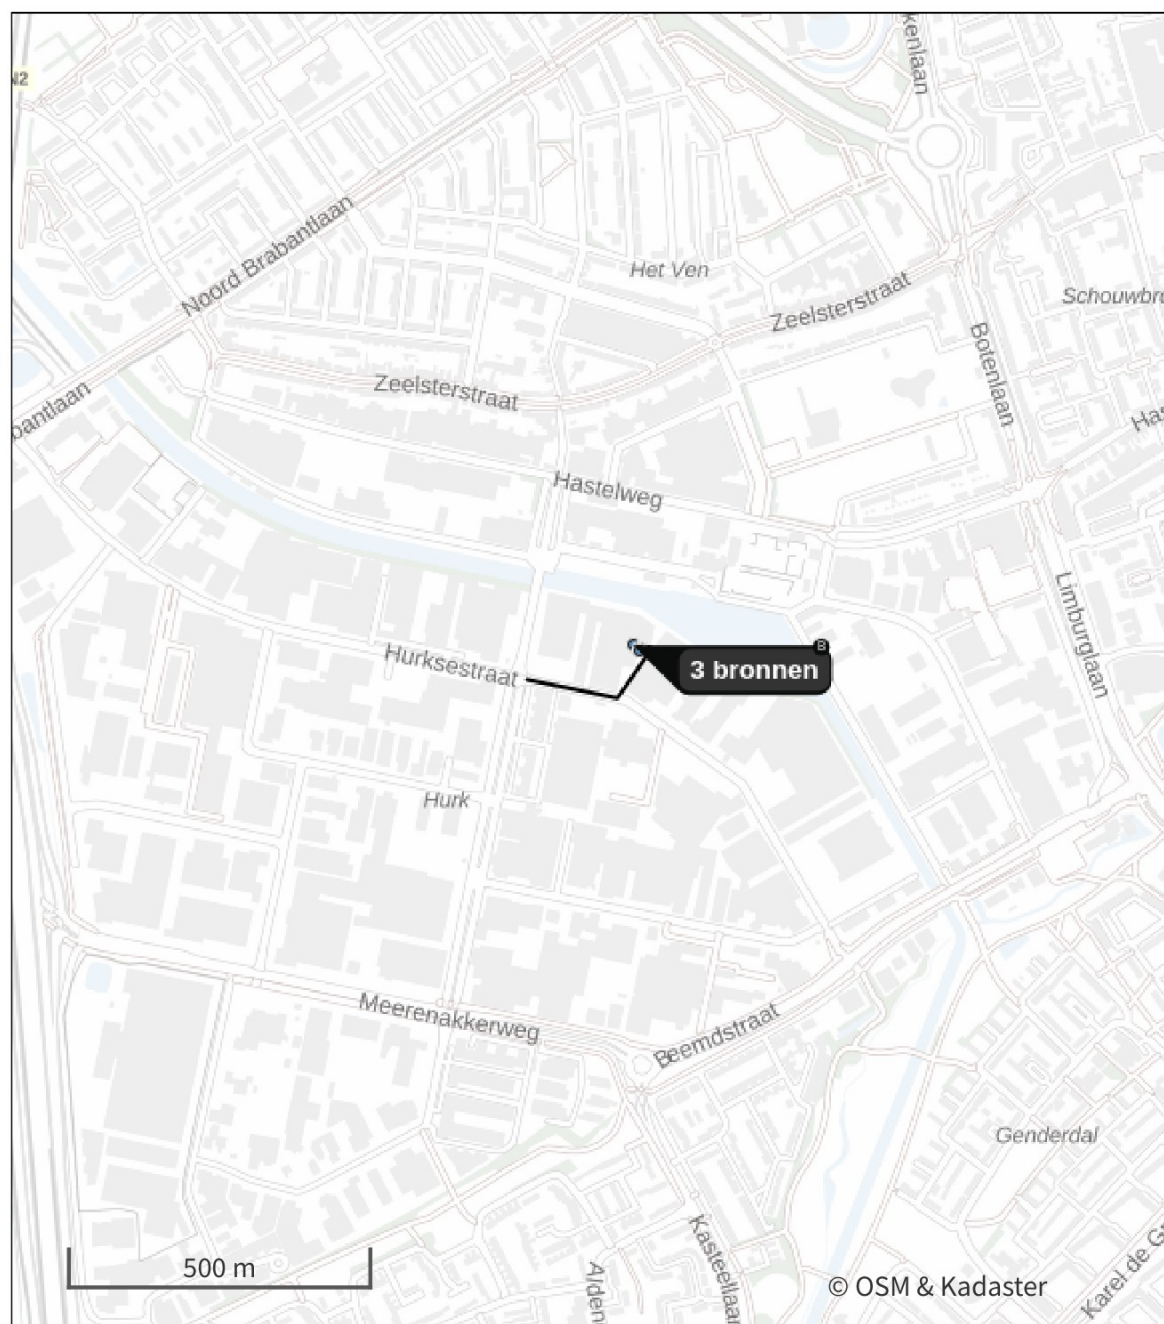 kenlaan
N2
Noord Brabantlaan
Het Ven
Schouwbr
Zeelsterstraat
Botenlaan
Zeelsterstraat
bantlaan
Has
Hastelweg
Limburglaan
B
Hurksestraat
3 bronnen
Hurk
Meerenakkerweg
Beemdstraat
Genderdal
Kasteellaan
Karel de G
Alden
500 m
© OSM & Kadaster